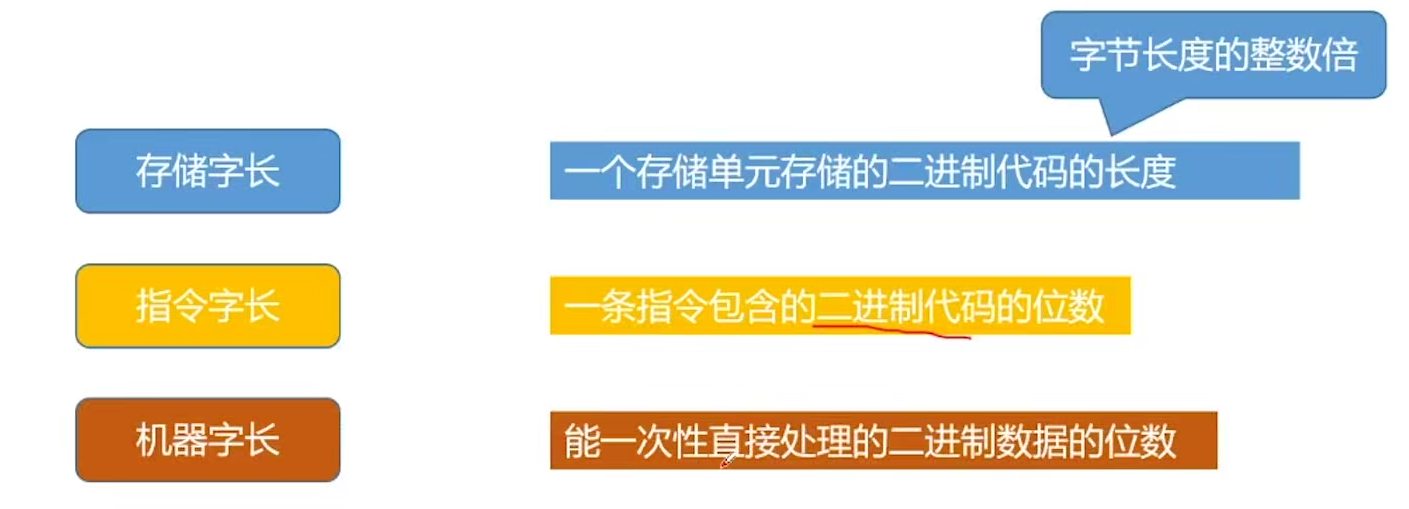 字节长度的整数倍
存储字长
一个存储单元存储的二进制代码的长度
指令字长
一条指令包含的二进制代码的位数
机器字长
能一次性直接处理的二进制数据的位数